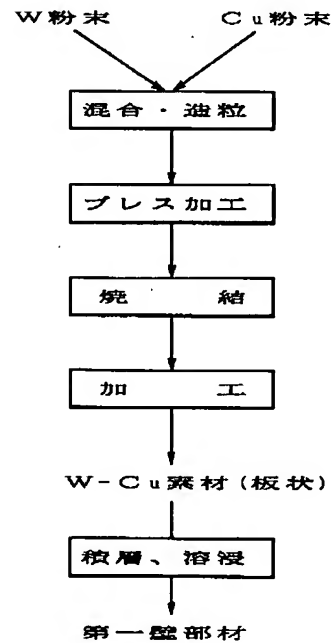 W粉末 Cu粉末
混合・造粒
プレス加工
焼 結
加 工
W-Cu素材(板状)
積層、溶浸
第一壁部材